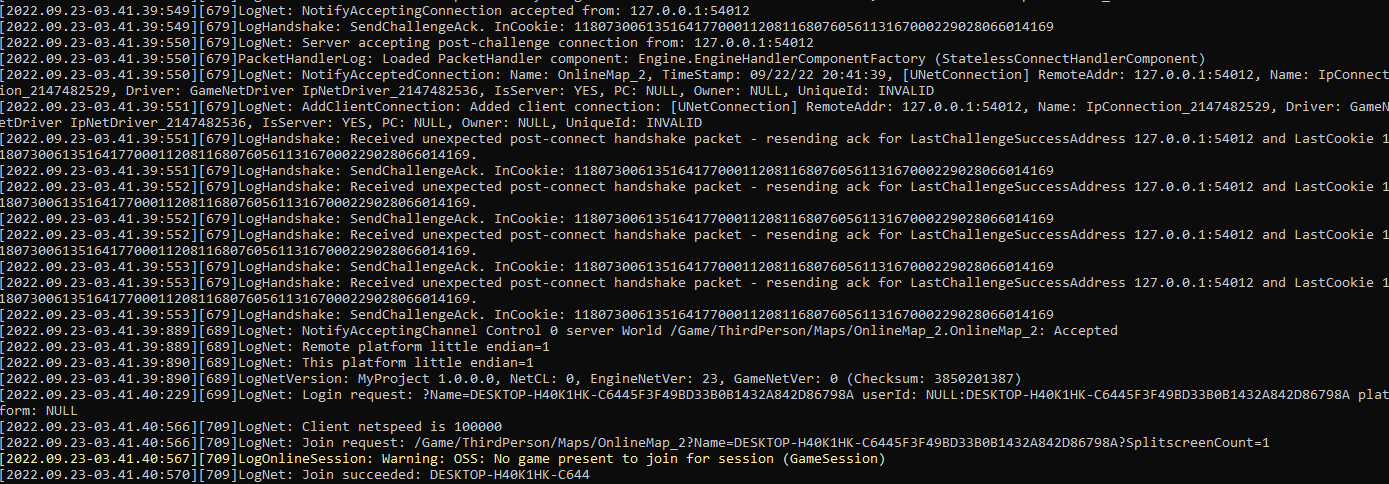 [2022.09.23-03.41.39:549][679]LogNet: NotifyAcceptingConnection accepted from: 127.0.0.1:54012
[2022.09.23-03.41.39:549][679]LogHandshake: SendChallengeAck. InCookie: 118073006135164177000112081168076056113167000229028066014169
[2022.09.23-03.41.39:550][679]LogNet: Server accepting post-challenge connection from: 127.0.0.1:54012
[2022.09.23-03.41.39:550][679]PacketHandlerLog: Loaded PacketHandler component: Engine.EngineHandlerComponentFactory (StatelessConnectHandlerComponent)
[2022.09.23-03.41.39:550][679]LogNet: NotifyAcceptedConnection: Name: OnlineMap_2, TimeStamp: 09/22/22 20:41:39, [UNetConnection] RemoteAddr: 127.0.0.1:54012, Name: IpConnect
ion_2147482529, Driver: GameNetDriver IpNetDriver_2147482536, IsServer: YES, PC: NULL, Owner: NULL, UniqueId: INVALID
[2022.09.23-03.41.39:551][679]LogNet: AddClientConnection: Added client connection: [UNetConnection] RemoteAddr: 127.0.0.1:54012, Name: IpConnection_2147482529, Driver: GameN
etDriver IpNetDriver_2147482536, IsServer: YES, PC: NULL, Owner: NULL, UniqueId: INVALID
[2022.09.23-03.41.39:551][679]LogHandshake: Received unexpected post-connect handshake packet - resending ack for LastChallengeSuccessAddress 127.0.0.1:54012 and LastCookie 1
18073006135164177000112081168076056113167000229028066014169.
[2022.09.23-03.41.39:551][679]LogHandshake: SendChallengeAck. InCookie: 118073006135164177000112081168076056113167000229028066014169
[2022.09.23-03.41.39:552][679]LogHandshake: Received unexpected post-connect handshake packet - resending ack for LastChallengeSuccessAddress 127.0.0.1:54012 and LastCookie 1
18073006135164177000112081168076056113167000229028066014169.
[2022.09.23-03.41.39:552][679]LogHandshake: SendChallengeAck. InCookie: 118073006135164177000112081168076056113167000229028066014169
[2022.09.23-03.41.39:552][679]LogHandshake: Received unexpected post-connect handshake packet - resending ack for LastChallengeSuccessAddress 127.0.0.1:54012 and LastCookie 1
18073006135164177000112081168076056113167000229028066014169.
[2022.09.23-03.41.39:553][679]LogHandshake: SendChallengeAck. InCookie: 118073006135164177000112081168076056113167000229028066014169
[2022.09.23-03.41.39:553][679]LogHandshake: Received unexpected post-connect handshake packet - resending ack for LastChallengeSuccessAddress 127.0.0.1:54012 and LastCookie 1
18073006135164177000112081168076056113167000229028066014169.
[2022.09.23-03.41.39:553][679]LogHandshake: SendChallengeAck. InCookie: 118073006135164177000112081168076056113167000229028066014169
[2022.09.23-03.41.39:889][689]LogNet: NotifyAcceptingChannel Control 0 server World /Game/ThirdPerson/Maps/OnlineMap_2.OnlineMap_2: Accepted
[2022.09.23-03.41.39:889][689]LogNet: Remote platform little endian=1
[2022.09.23-03.41.39:890][689]LogNet: This platform little endian=1
[2022.09.23-03.41.39:890][689]LogNetVersion: MyProject 1.0.0.0, NetCL: 0, EngineNetVer: 23, GameNetVer: 0 (Checksum: 3850201387)
[2022.09.23-03.41.40:229][699]LogNet: Login request: ?Name=DESKTOP-H40K1HK-C6445F3F49BD33B0B1432A842D86798A userId: NULL:DESKTOP-H40K1HK-C6445F3F49BD33B0B1432A842D86798A plat
form: NULL
[2022.09.23-03.41.40:566][709]LogNet: Client netspeed is 100000
[2022.09.23-03.41.40:566][709]LogNet: Join request: /Game/ThirdPerson/Maps/OnlineMap_2?Name=DESKTOP-H40K1HK-C6445F3F49BD33B0B1432A842D86798A?SplitscreenCount=1
[2022.09.23-03.41.40:567][709]LogOnlineSession: Warning: OSS: No game present to join for session (GameSession)
[2022.09.23-03.41.40:570][709]LogNet: Join succeeded: DESKTOP-H40K1HK-C644